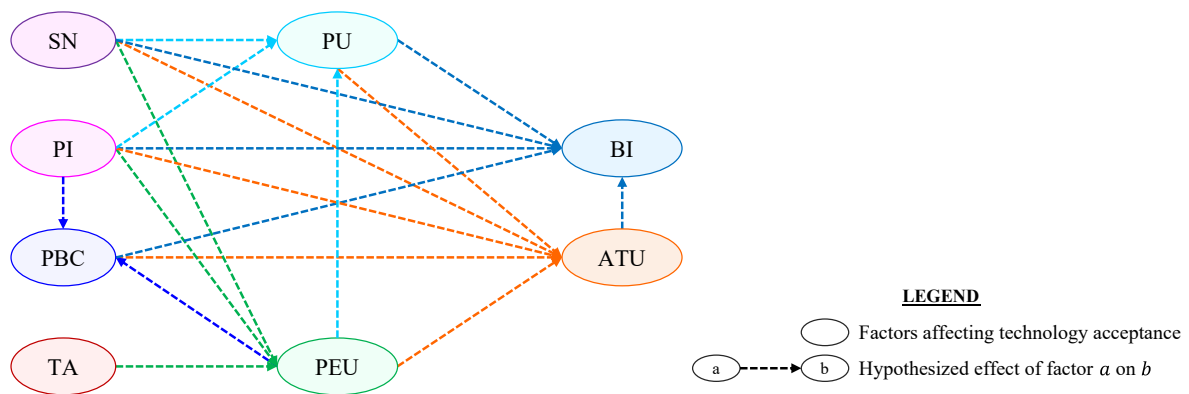 SN
PU
PI
BI
PBC
ATU
TA
PEU
LEGEND
Factors affecting technology acceptance
a
b
Hypothesized effect of factor a on b